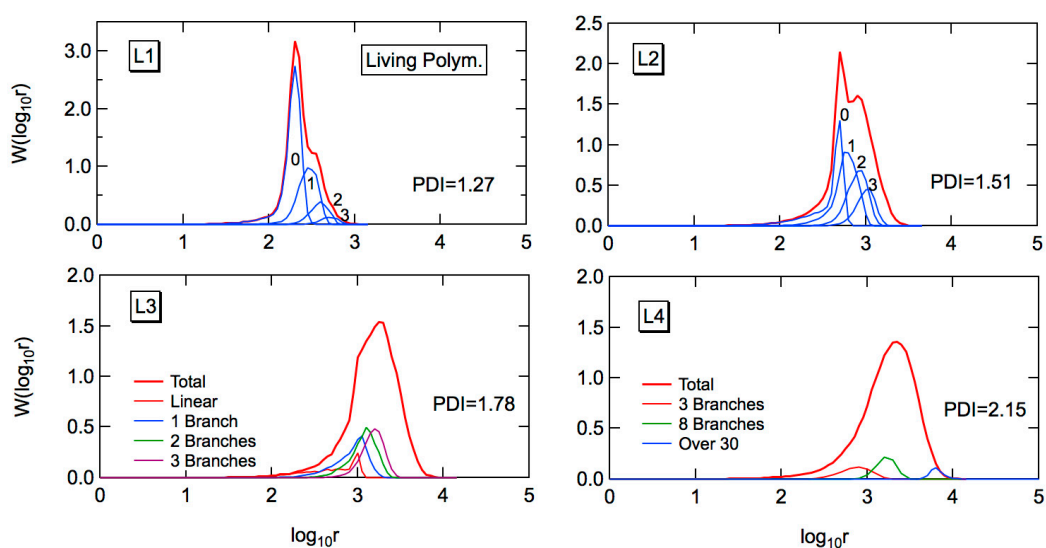 L1
Living Polym.
W(log10r)
3.0
2.0
1.0
0.0
0
1
2
3
PDI=1.27
0 1 2 3 4 5
L2
2.5
2.0
1.5
1.0
0.5
0.0
0
1
2
3
PDI=1.51
0 1 2 3 4 5
L3
W(log10r)
2.0
1.5
1.0
0.5
0.0
Total
Linear
1 Branch
2 Branches
3 Branches
PDI=1.78
0 1 2 3 4 5
log10r
L4
2.0
1.5
1.0
0.5
0.0
Total
3 Branches
8 Branches
Over 30
PDI=2.15
0 1 2 3 4 5
log10r